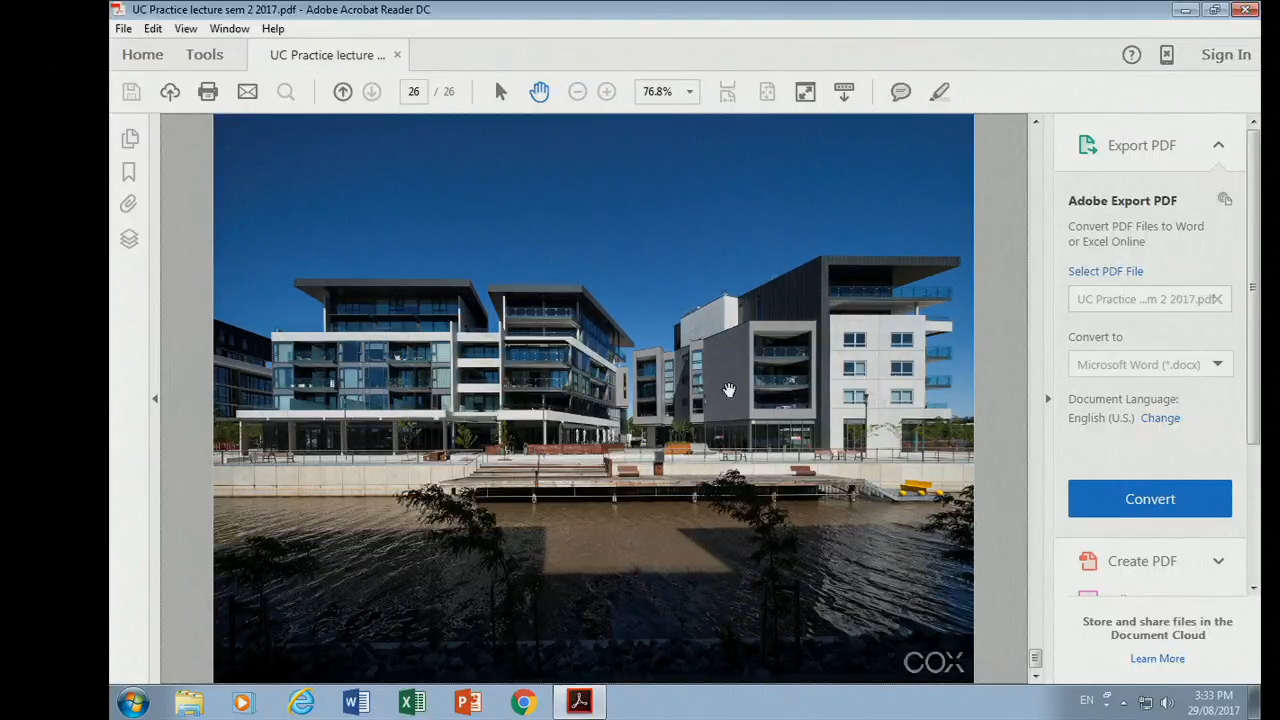 UC Practice lecture sem 2 2017.pdf - Adobe Acrobat Reader DC
File Edit View Window Help
Home Tools UC Practice lecture ... × Sign In
26 / 26 76.8%
Export PDF
Adobe Export PDF
Convert PDF Files to Word
or Excel Online
Select PDF File
UC Practice ...m 2 2017.pdf
Convert to
Microsoft Word (*.docx)
Document Language:
English (U.S.) Change
Convert
Create PDF
Store and share files in the
Document Cloud
Learn More
COX
EN 3:33 PM
29/08/2017